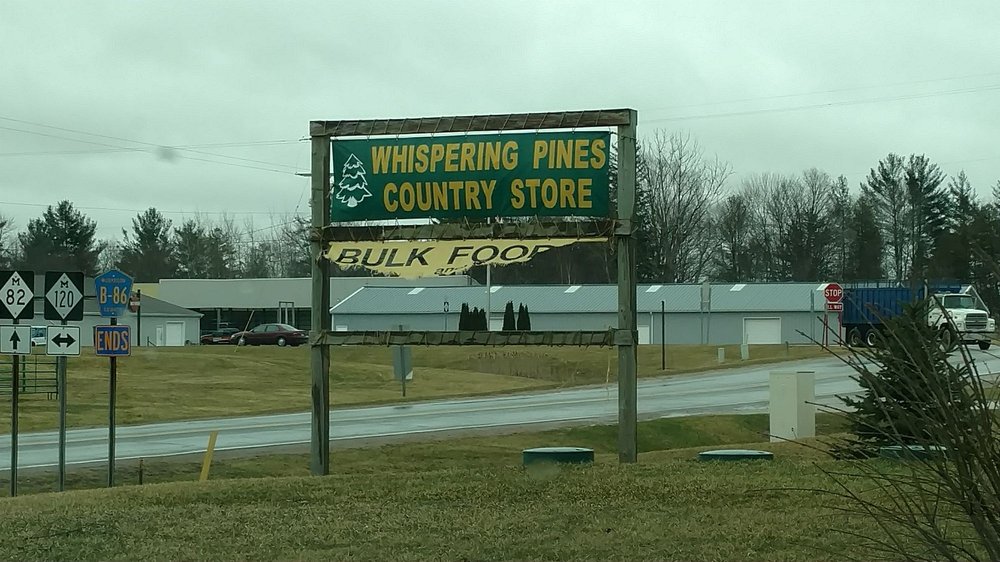 WHISPERING PINES
COUNTRY STORE
BULK FOOD
M
82
M
120
B-86
ENDS
STOP